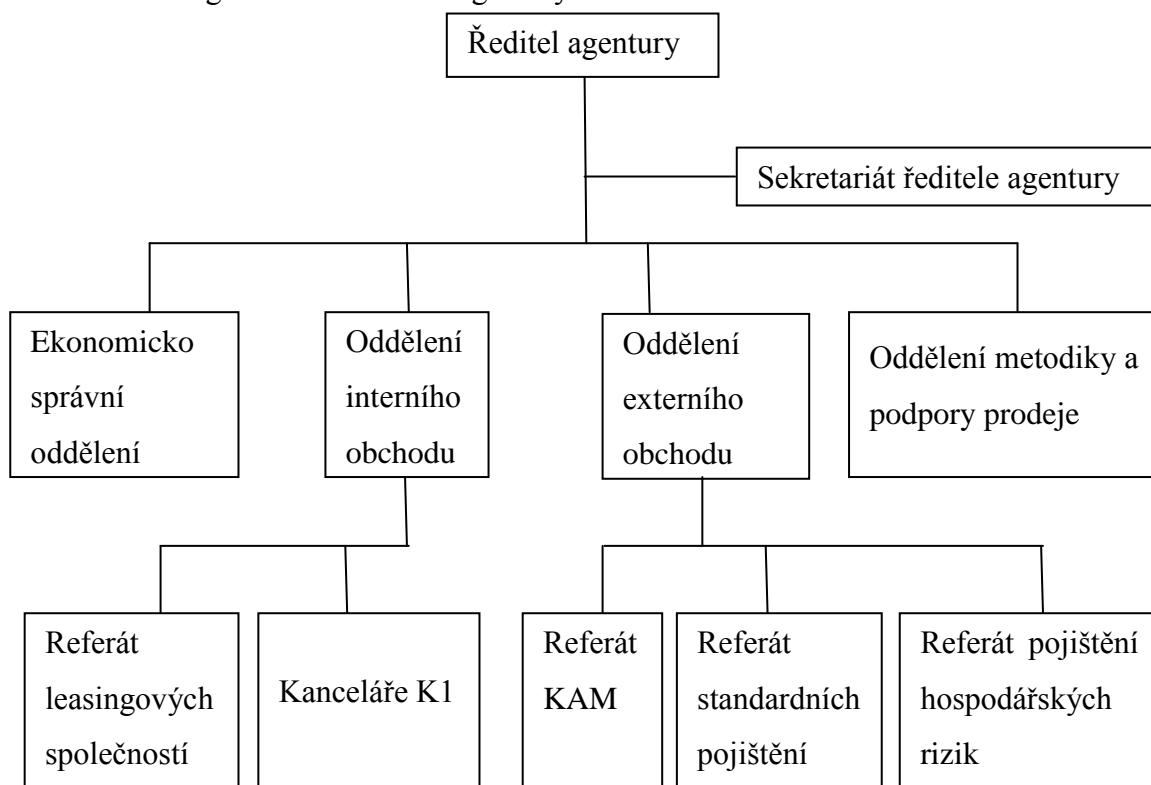 Ředitel agentury
Sekretariát ředitele agentury
Ekonomicko
správní
oddělení
Oddělení
interního
obchodu
Oddělení
externího
obchodu
Oddělení metodiky a
podpory prodeje
Referát
leasingových
společností
Kanceláře K1
Referát
KAM
Referát
standardních
pojištění
Referát pojištění
hospodářských
rizik